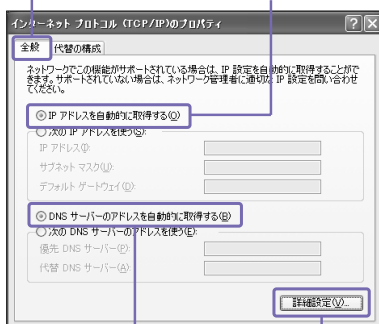 インターネット プロトコル (TCP/IP)のプロパティ
全般 代替の構成
ネットワークでこの機能がサポートされている場合は、IP 設定を自動的に取得することがで
きます。サポートされていない場合は、ネットワーク管理者に適切な IP 設定を問い合わせ
てください。
IP アドレスを自動的に取得する(O)
次の IP アドレスを使う(S):
IP アドレス(I):
サブネット マスク(U):
デフォルト ゲートウェイ(D):
DNS サーバーのアドレスを自動的に取得する(B)
次の DNS サーバーのアドレスを使う(E):
優先 DNS サーバー(P):
代替 DNS サーバー(A):
詳細設定(V)...